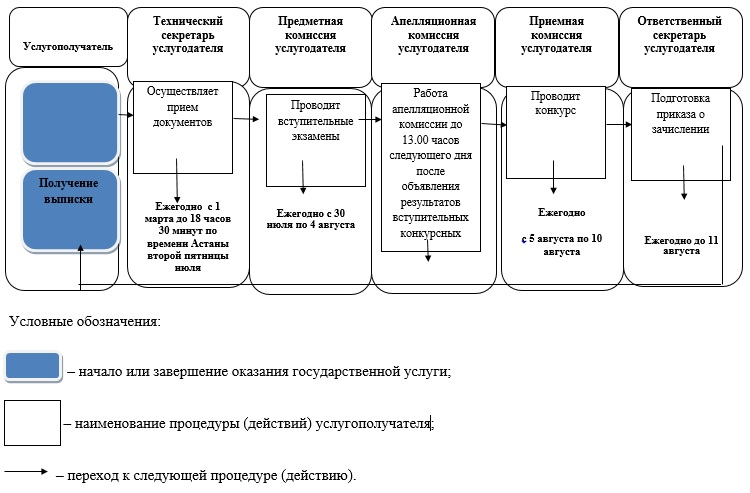 Услугополучатель
Технический
секретарь
услугодателя
Предметная
комиссия
услугодателя
Апелляционная
комиссия
услугодателя
Приемная
комиссия
услугодателя
Ответственный
секретарь
услугодателя
Получение
выписки
Осуществляет
прием
документов
Ежегодно с 1
марта до 18 часов
30 минут по
времени Астаны
второй пятницы
июля
Проводит
вступительные
экзамены
Ежегодно с 30
июля по 4 августа
Работа
апелляционной
комиссии до
13.00 часов
следующего дня
после
объявления
результатов
вступительных
конкурсных
Проводит
конкурс
Ежегодно
с 5 августа по 10
августа
Подготовка
приказа о
зачислении
Ежегодно до 11
августа
Условные обозначения:
– начало или завершение оказания государственной услуги;
– наименование процедуры (действий) услугополучателя;
– переход к следующей процедуре (действию).